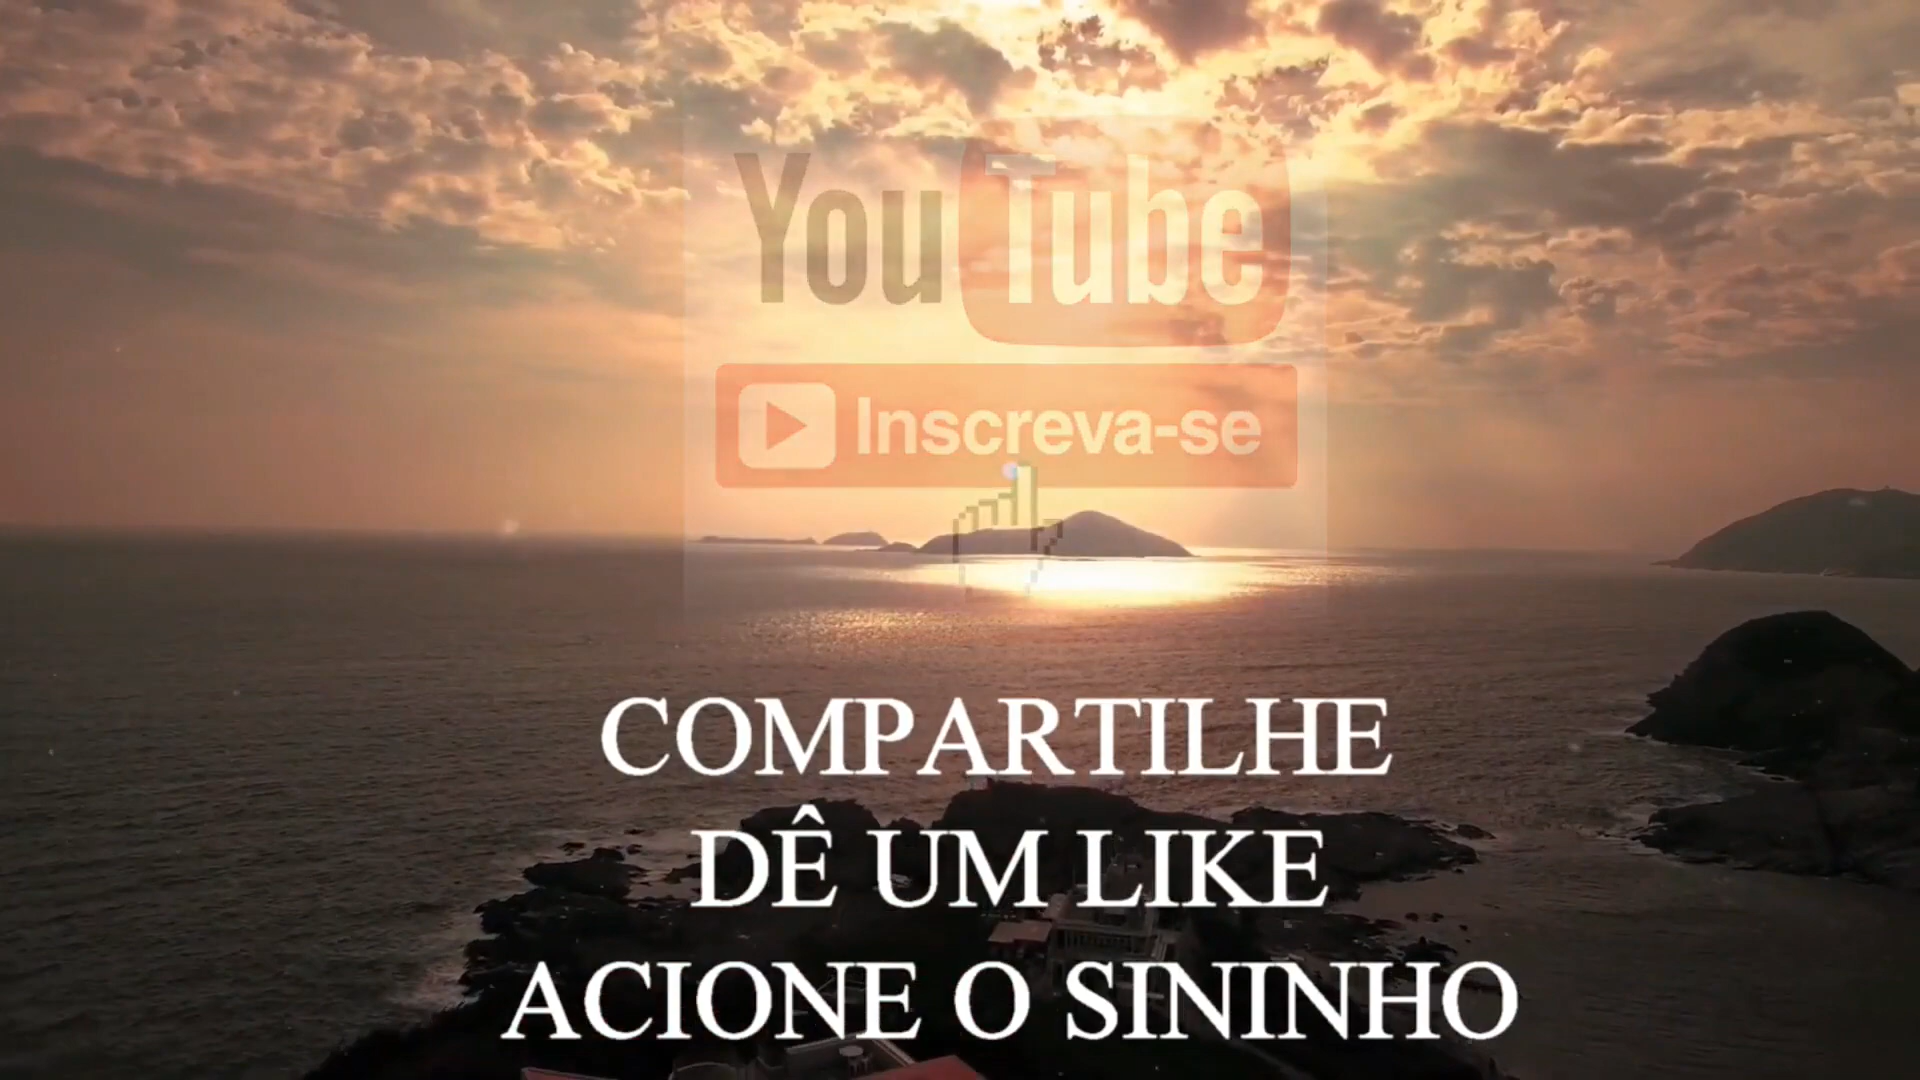 YouTube
Inscreva-se
COMPARTILHE
DÊ UM LIKE
ACIONE O SININHO